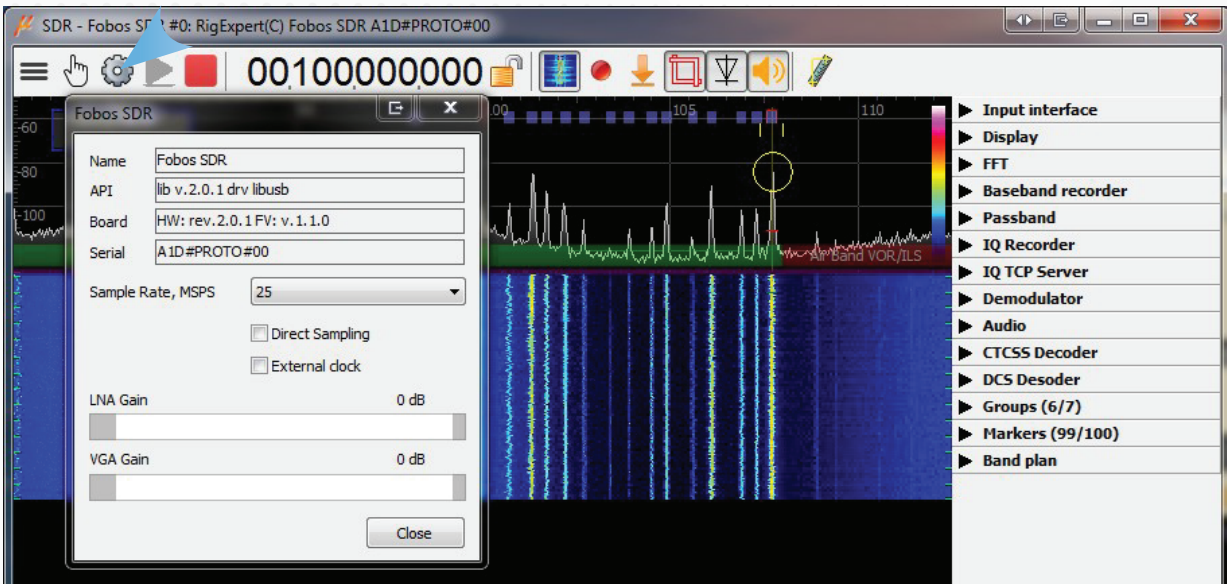 SDR - Fobos SDR #0: RigExpert(C) Fobos SDR A1D#PROTO#00
00100000000
Fobos SDR
Name Fobos SDR
API lib v.2.0.1 drv libusb
Board HW: rev.2.0.1 FV: v.1.1.0
Serial A1D#PROTO#00
Sample Rate, MSPS 25
Direct Sampling
External clock
LNA Gain 0 dB
VGA Gain 0 dB
Close
-60
-80
-100
105
110
Air Band VOR/ILS
Input interface
Display
FFT
Baseband recorder
Passband
IQ Recorder
IQ TCP Server
Demodulator
Audio
CTCSS Decoder
DCS Desoder
Groups (6/7)
Markers (99/100)
Band plan